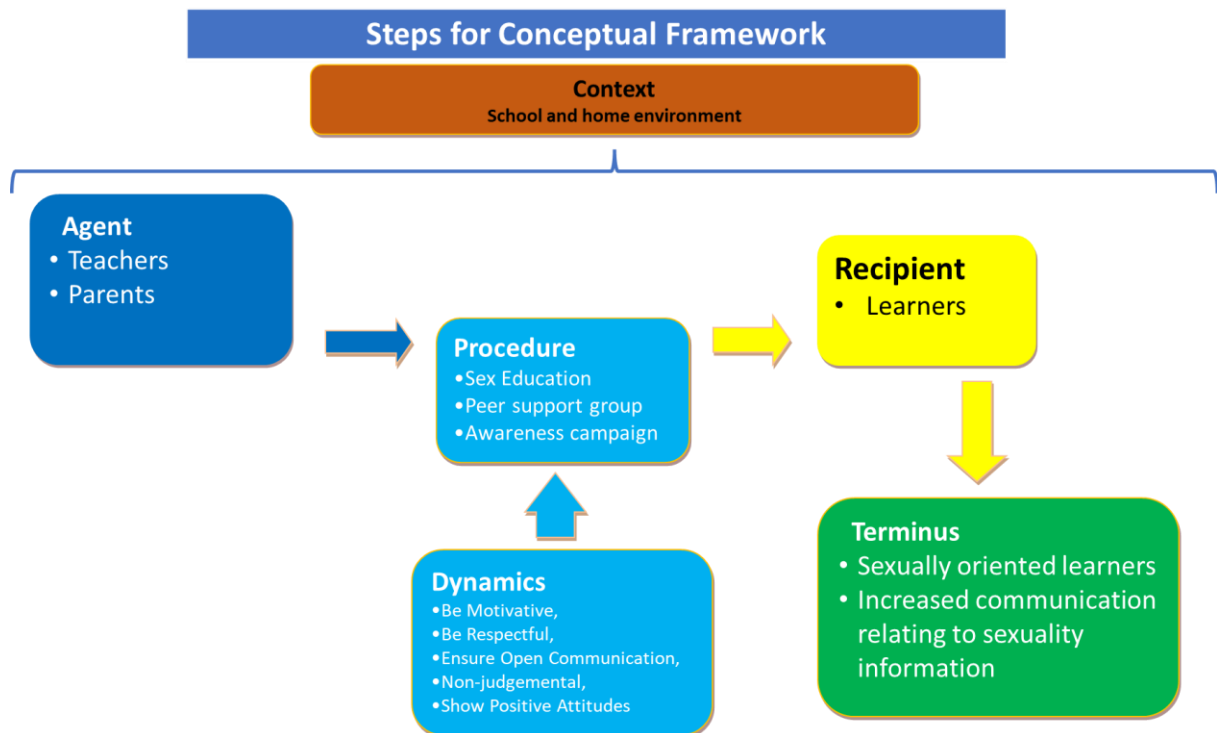 Steps for Conceptual Framework
Context
School and home environment
Agent
• Teachers
• Parents
Procedure
•Sex Education
•Peer support group
•Awareness campaign
Recipient
• Learners
Dynamics
•Be Motivative,
•Be Respectful,
•Ensure Open Communication,
•Non-judgemental,
•Show Positive Attitudes
Terminus
• Sexually oriented learners
• Increased communication
relating to sexuality
information